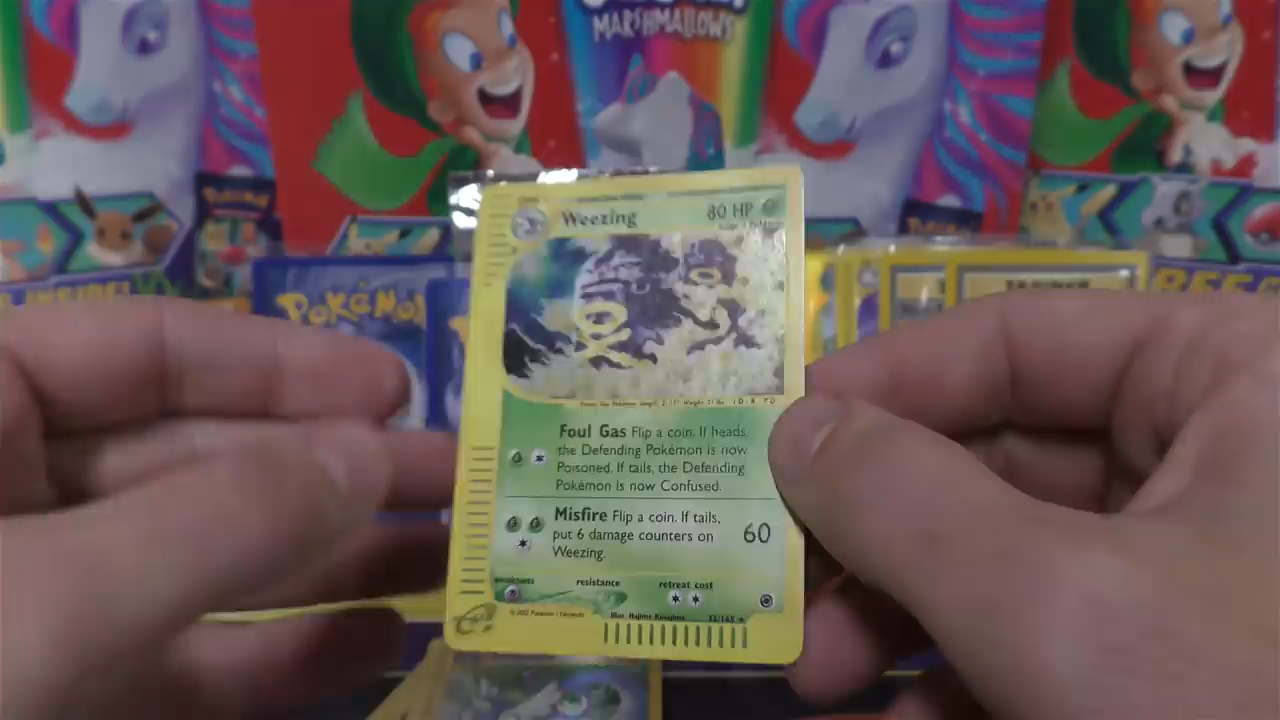 MARSHMALLOWS
Pokémon
Pokémon
INSIDE!
POKéMON
Weezing
80 HP
Foul Gas Flip a coin. If heads,
the Defending Pokémon is now
Poisoned. If tails, the Defending
Pokémon is now Confused.
Misfire Flip a coin. If tails,
put 6 damage counters on
Weezing.
60
weakness
resistance
retreat cost
Illus. Hajime Kusajima